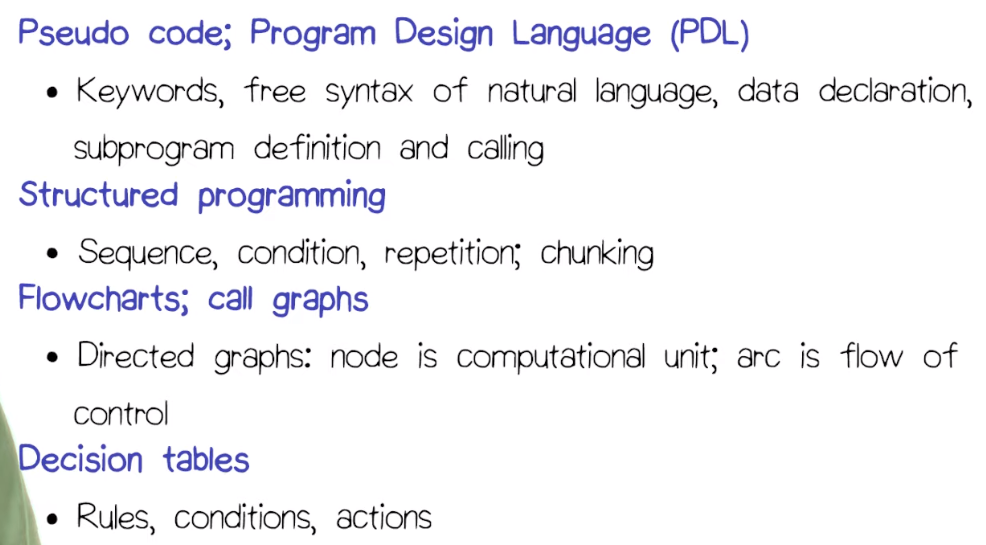 Pseudo code; Program Design Language (PDL)
• Keywords, free syntax of natural language, data declaration,
subprogram definition and calling
Structured programming
• Sequence, condition, repetition; chunking
Flowcharts; call graphs
• Directed graphs: node is computational unit; arc is flow of
control
Decision tables
• Rules, conditions, actions